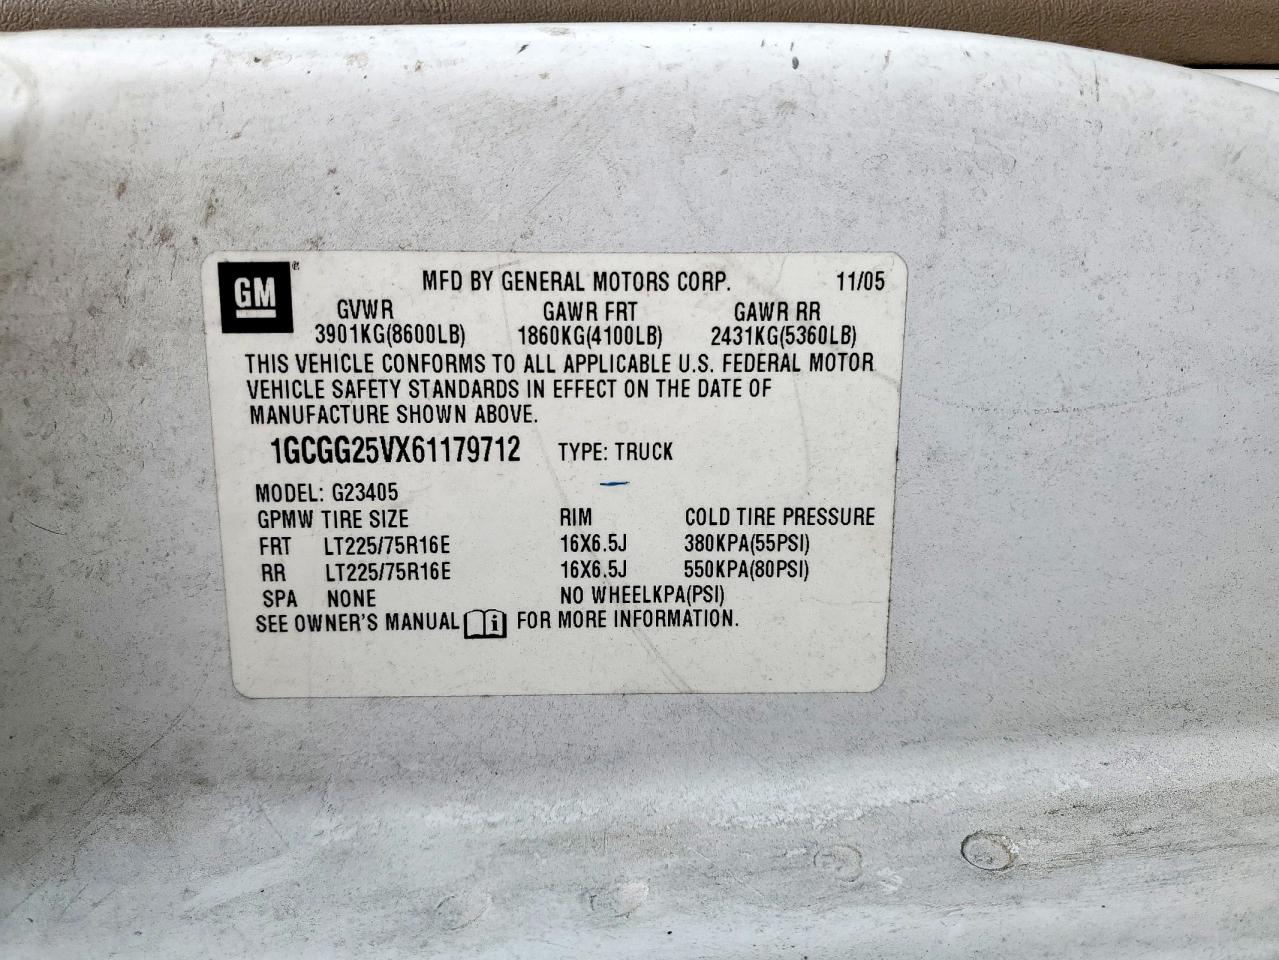 GM® MFD BY GENERAL MOTORS CORP. 11/05
GVWR GAWR FRT GAWR RR
3901KG(8600LB) 1860KG(4100LB) 2431KG(5360LB)
THIS VEHICLE CONFORMS TO ALL APPLICABLE U.S. FEDERAL MOTOR
VEHICLE SAFETY STANDARDS IN EFFECT ON THE DATE OF
MANUFACTURE SHOWN ABOVE.
1GCGG25VX61179712 TYPE: TRUCK
MODEL: G23405
GPMW TIRE SIZE RIM COLD TIRE PRESSURE
FRT LT225/75R16E 16X6.5J 380KPA(55PSI)
RR LT225/75R16E 16X6.5J 550KPA(80PSI)
SPA NONE NO WHEELKPA(PSI)
SEE OWNER'S MANUAL i FOR MORE INFORMATION.